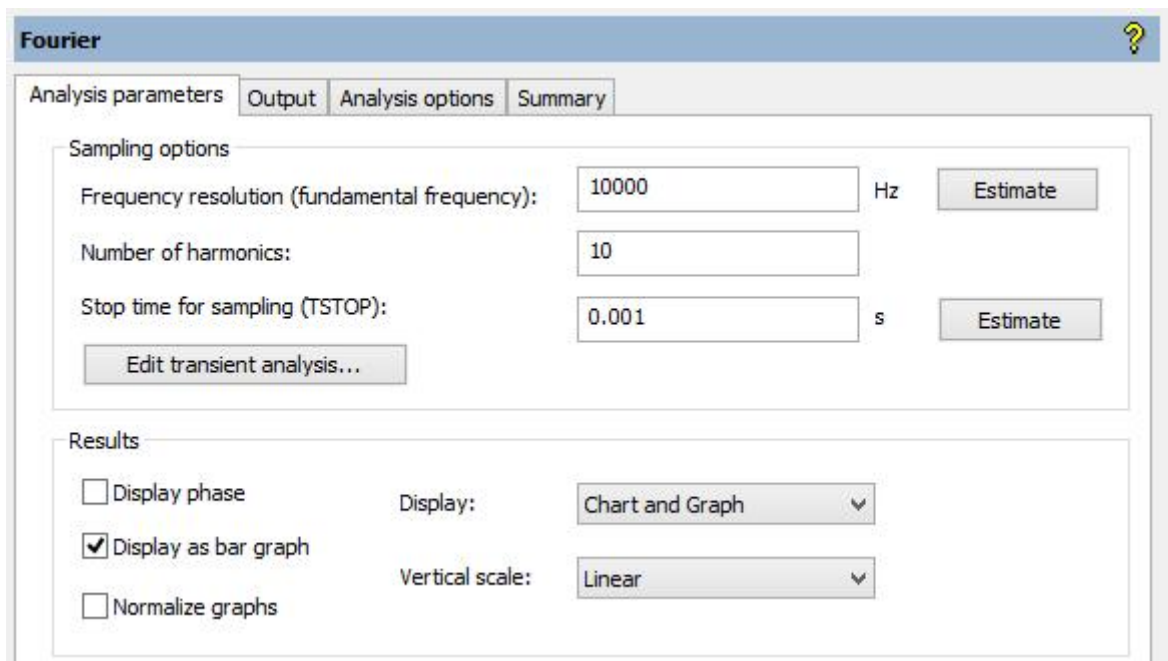 Fourier
Analysis parameters Output Analysis options Summary
Sampling options
Frequency resolution (fundamental frequency): 10000 Hz Estimate
Number of harmonics: 10
Stop time for sampling (TSTOP): 0.001 s Estimate
Edit transient analysis...
Results
Display phase Display: Chart and Graph
Display as bar graph
Vertical scale: Linear
Normalize graphs